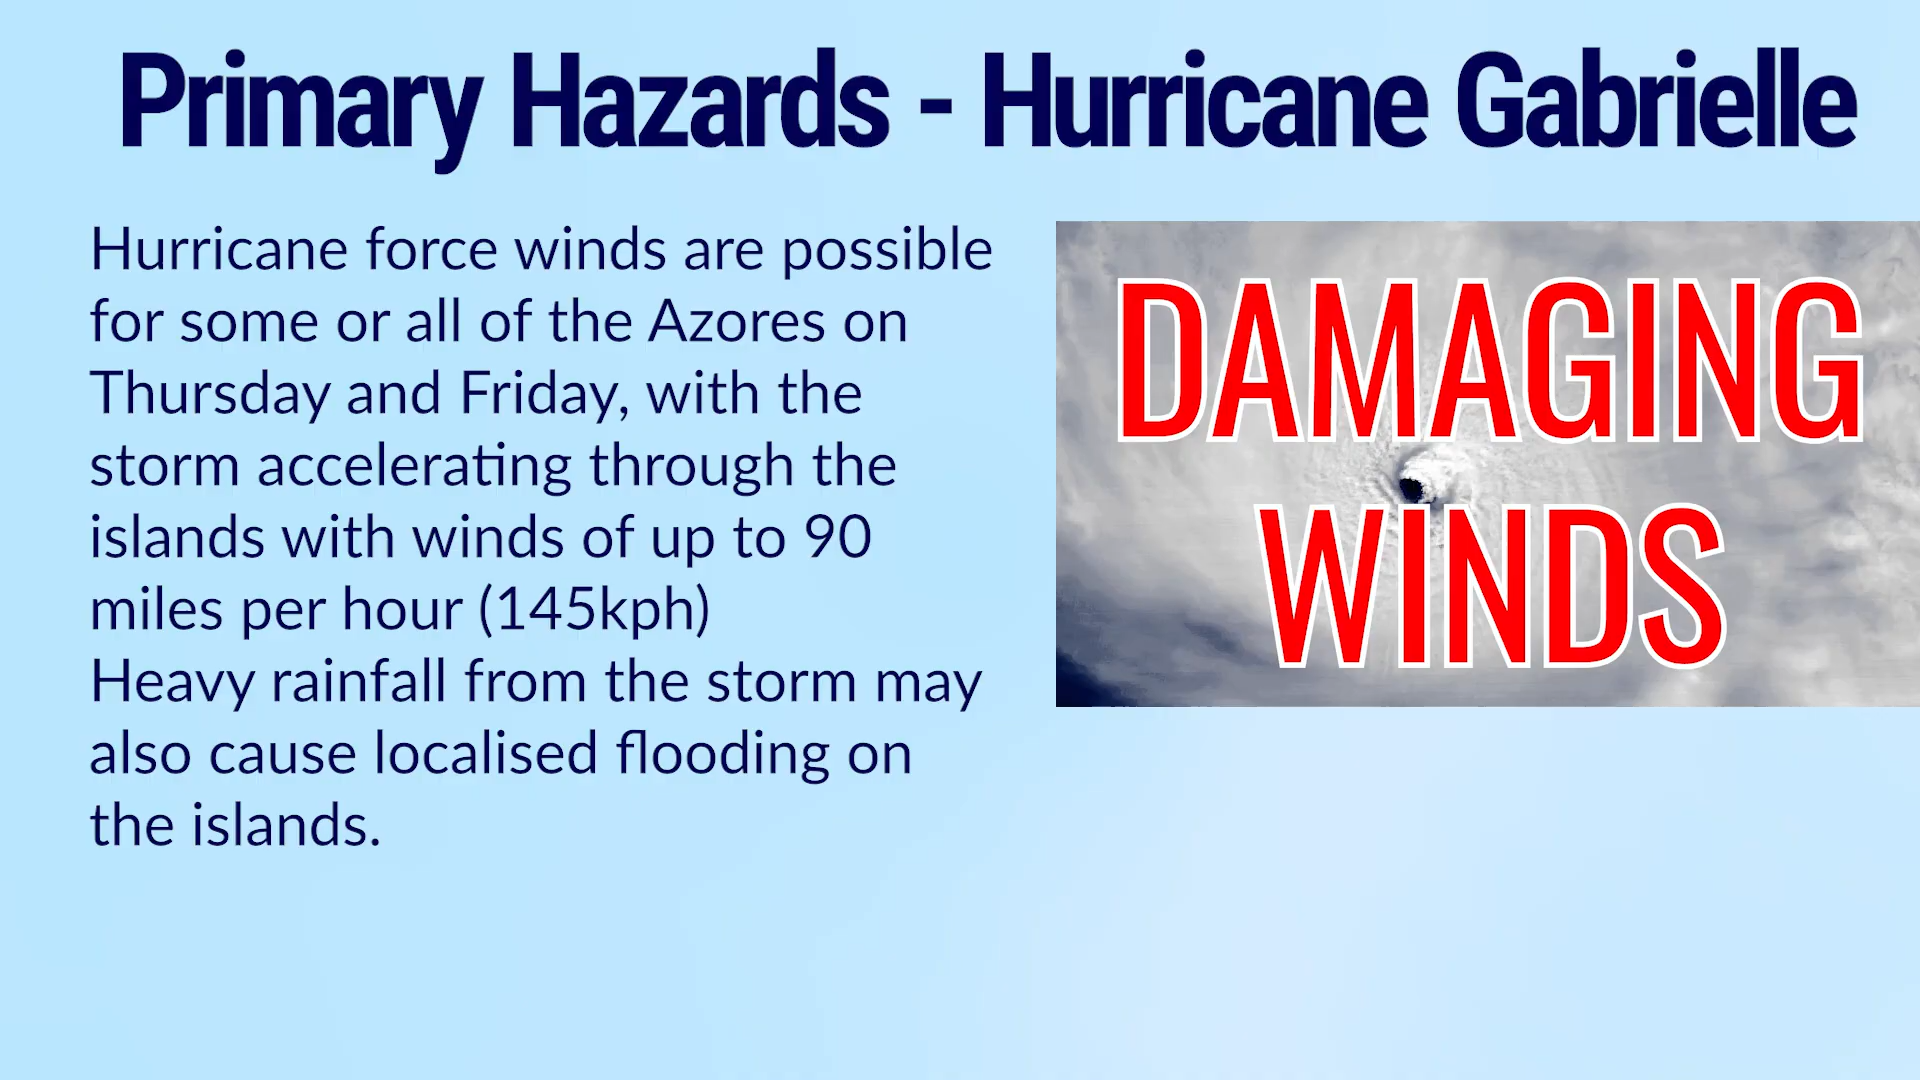 Primary Hazards - Hurricane Gabrielle
Hurricane force winds are possible
for some or all of the Azores on
Thursday and Friday, with the
storm accelerating through the
islands with winds of up to 90
miles per hour (145kph)
Heavy rainfall from the storm may
also cause localised flooding on
the islands.
DAMAGING
WINDS